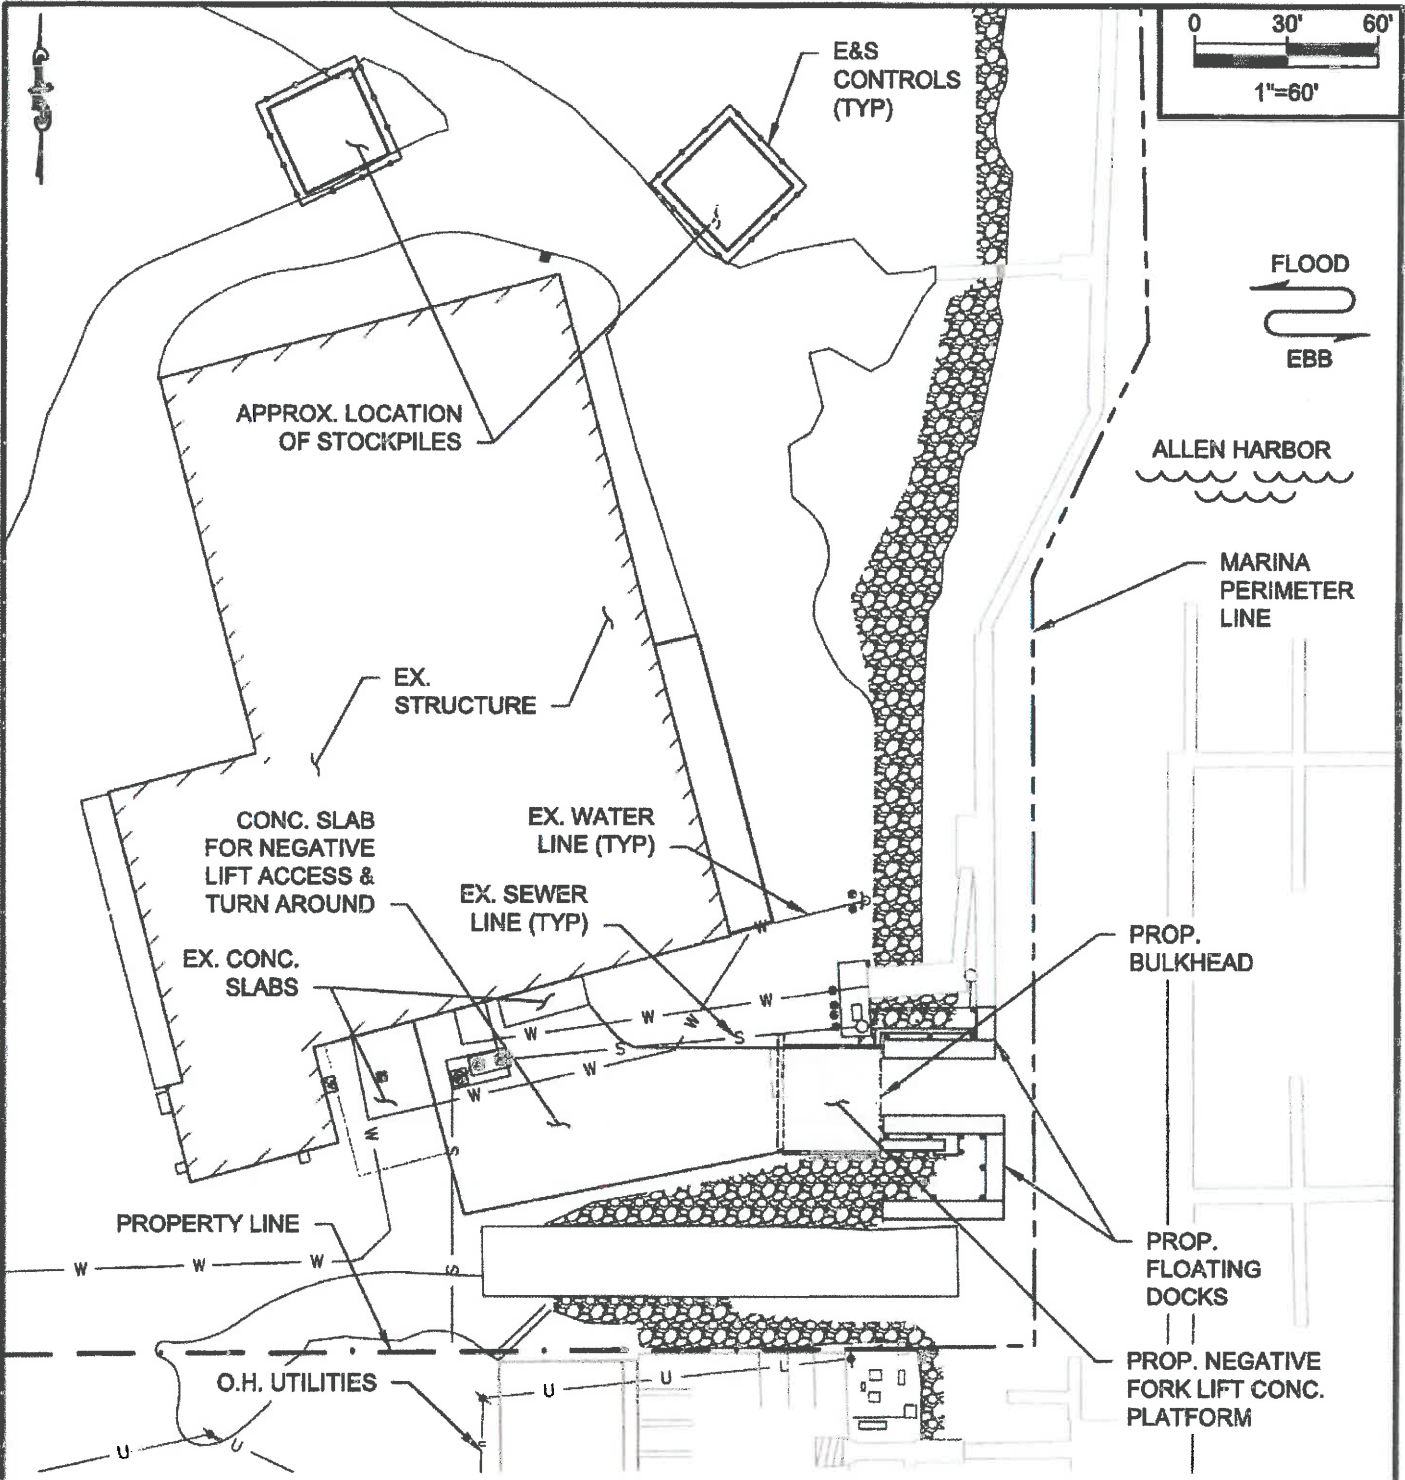 0 30' 60'
1"=60'
E&S
CONTROLS
(TYP)
FLOOD
EBB
APPROX. LOCATION
OF STOCKPILES
ALLEN HARBOR
MARINA
PERIMETER
LINE
EX.
STRUCTURE
CONC. SLAB
FOR NEGATIVE
LIFT ACCESS &
TURN AROUND
EX. WATER
LINE (TYP)
EX. SEWER
LINE (TYP)
EX. CONC.
SLABS
PROP.
BULKHEAD
W
W
W
W
W
S
S
W
W
W
S
PROPERTY LINE
W W W
S
PROP.
FLOATING
DOCKS
O.H. UTILITIES
U U
PROP. NEGATIVE
FORK LIFT CONC.
PLATFORM
U U